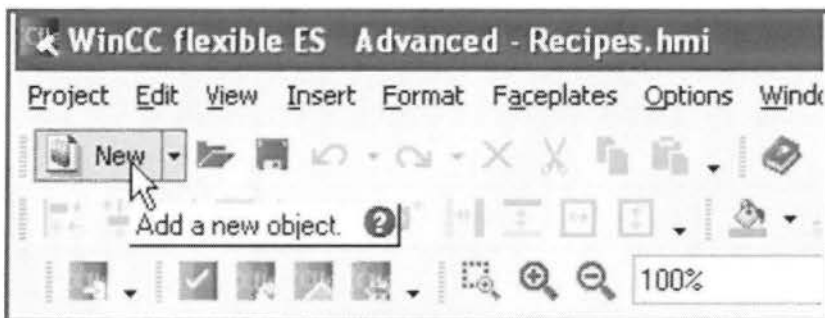 WinCC flexible ES Advanced - Recipes.hmi
Project Edit View Insert Format Faceplates Options
New
Add a new object.
100%